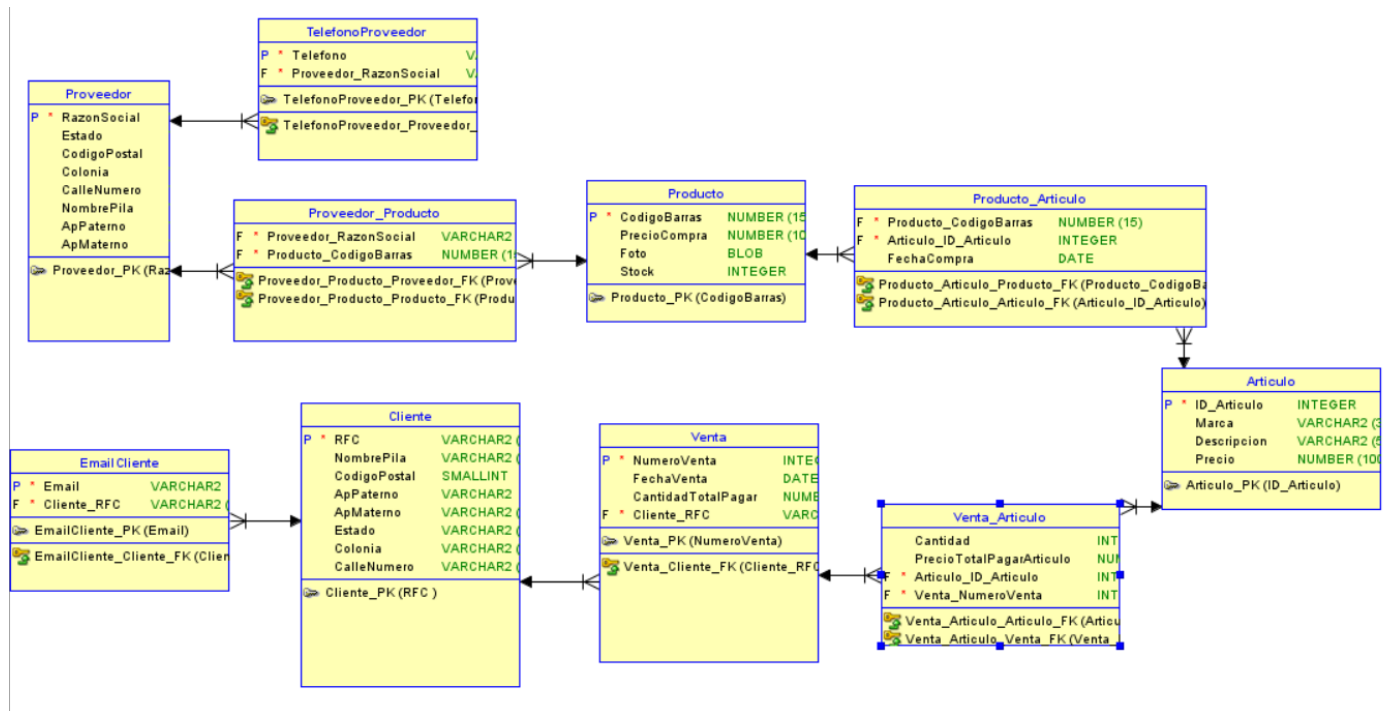 TelefonoProveedor
P * Telefono
F * Proveedor_RazonSocial
TelefonoProveedor_PK (Telefo
TelefonoProveedor_Proveedor_
Proveedor
P * RazonSocial
Estado
CodigoPostal
Colonia
CalleNumero
NombrePila
ApPaterno
ApMaterno
Proveedor_PK (Raz
Proveedor_Producto
F * Proveedor_RazonSocial VARCHAR2
F * Producto_CodigoBarras NUMBER (1
Proveedor_Producto_Proveedor_FK (Prov
Proveedor_Producto_Producto_FK (Produ
Producto
P * CodigoBarras NUMBER (15
PrecioCompra NUMBER (10
Foto BLOB
Stock INTEGER
Producto_PK (CodigoBarras)
Producto_Articulo
F * Producto_CodigoBarras NUMBER (15)
F * Articulo_ID_Articulo INTEGER
FechaCompra DATE
Producto_Articulo_Producto_FK (Producto_CodigoBa
Producto_Articulo_Articulo_FK (Articulo_ID_Articulo)
Articulo
P * ID_Articulo INTEGER
Marca VARCHAR2 (3
Descripcion VARCHAR2 (5
Precio NUMBER (100
Articulo_PK (ID_Articulo)
EmailCliente
P * Email VARCHAR2
F * Cliente_RFC VARCHAR2 (
EmailCliente_PK (Email)
EmailCliente_Cliente_FK (Clien
Cliente
P * RFC VARCHAR2 (
NombrePila VARCHAR2 (
CodigoPostal SMALLINT
ApPaterno VARCHAR2
ApMaterno VARCHAR2 (
Estado VARCHAR2 (
Colonia VARCHAR2 (
CalleNumero VARCHAR2 (
Cliente_PK (RFC )
Venta
P * NumeroVenta INTE
FechaVenta DATE
CantidadTotalPagar NUME
F * Cliente_RFC VARC
Venta_PK (NumeroVenta)
Venta_Cliente_FK (Cliente_RFC
Venta_Articulo
Cantidad INT
PrecioTotalPagarArticulo NUM
F * Articulo_ID_Articulo INT
F * Venta_NumeroVenta INT
Venta_Articulo_Articulo_FK (Articu
Venta_Articulo_Venta_FK (Venta_